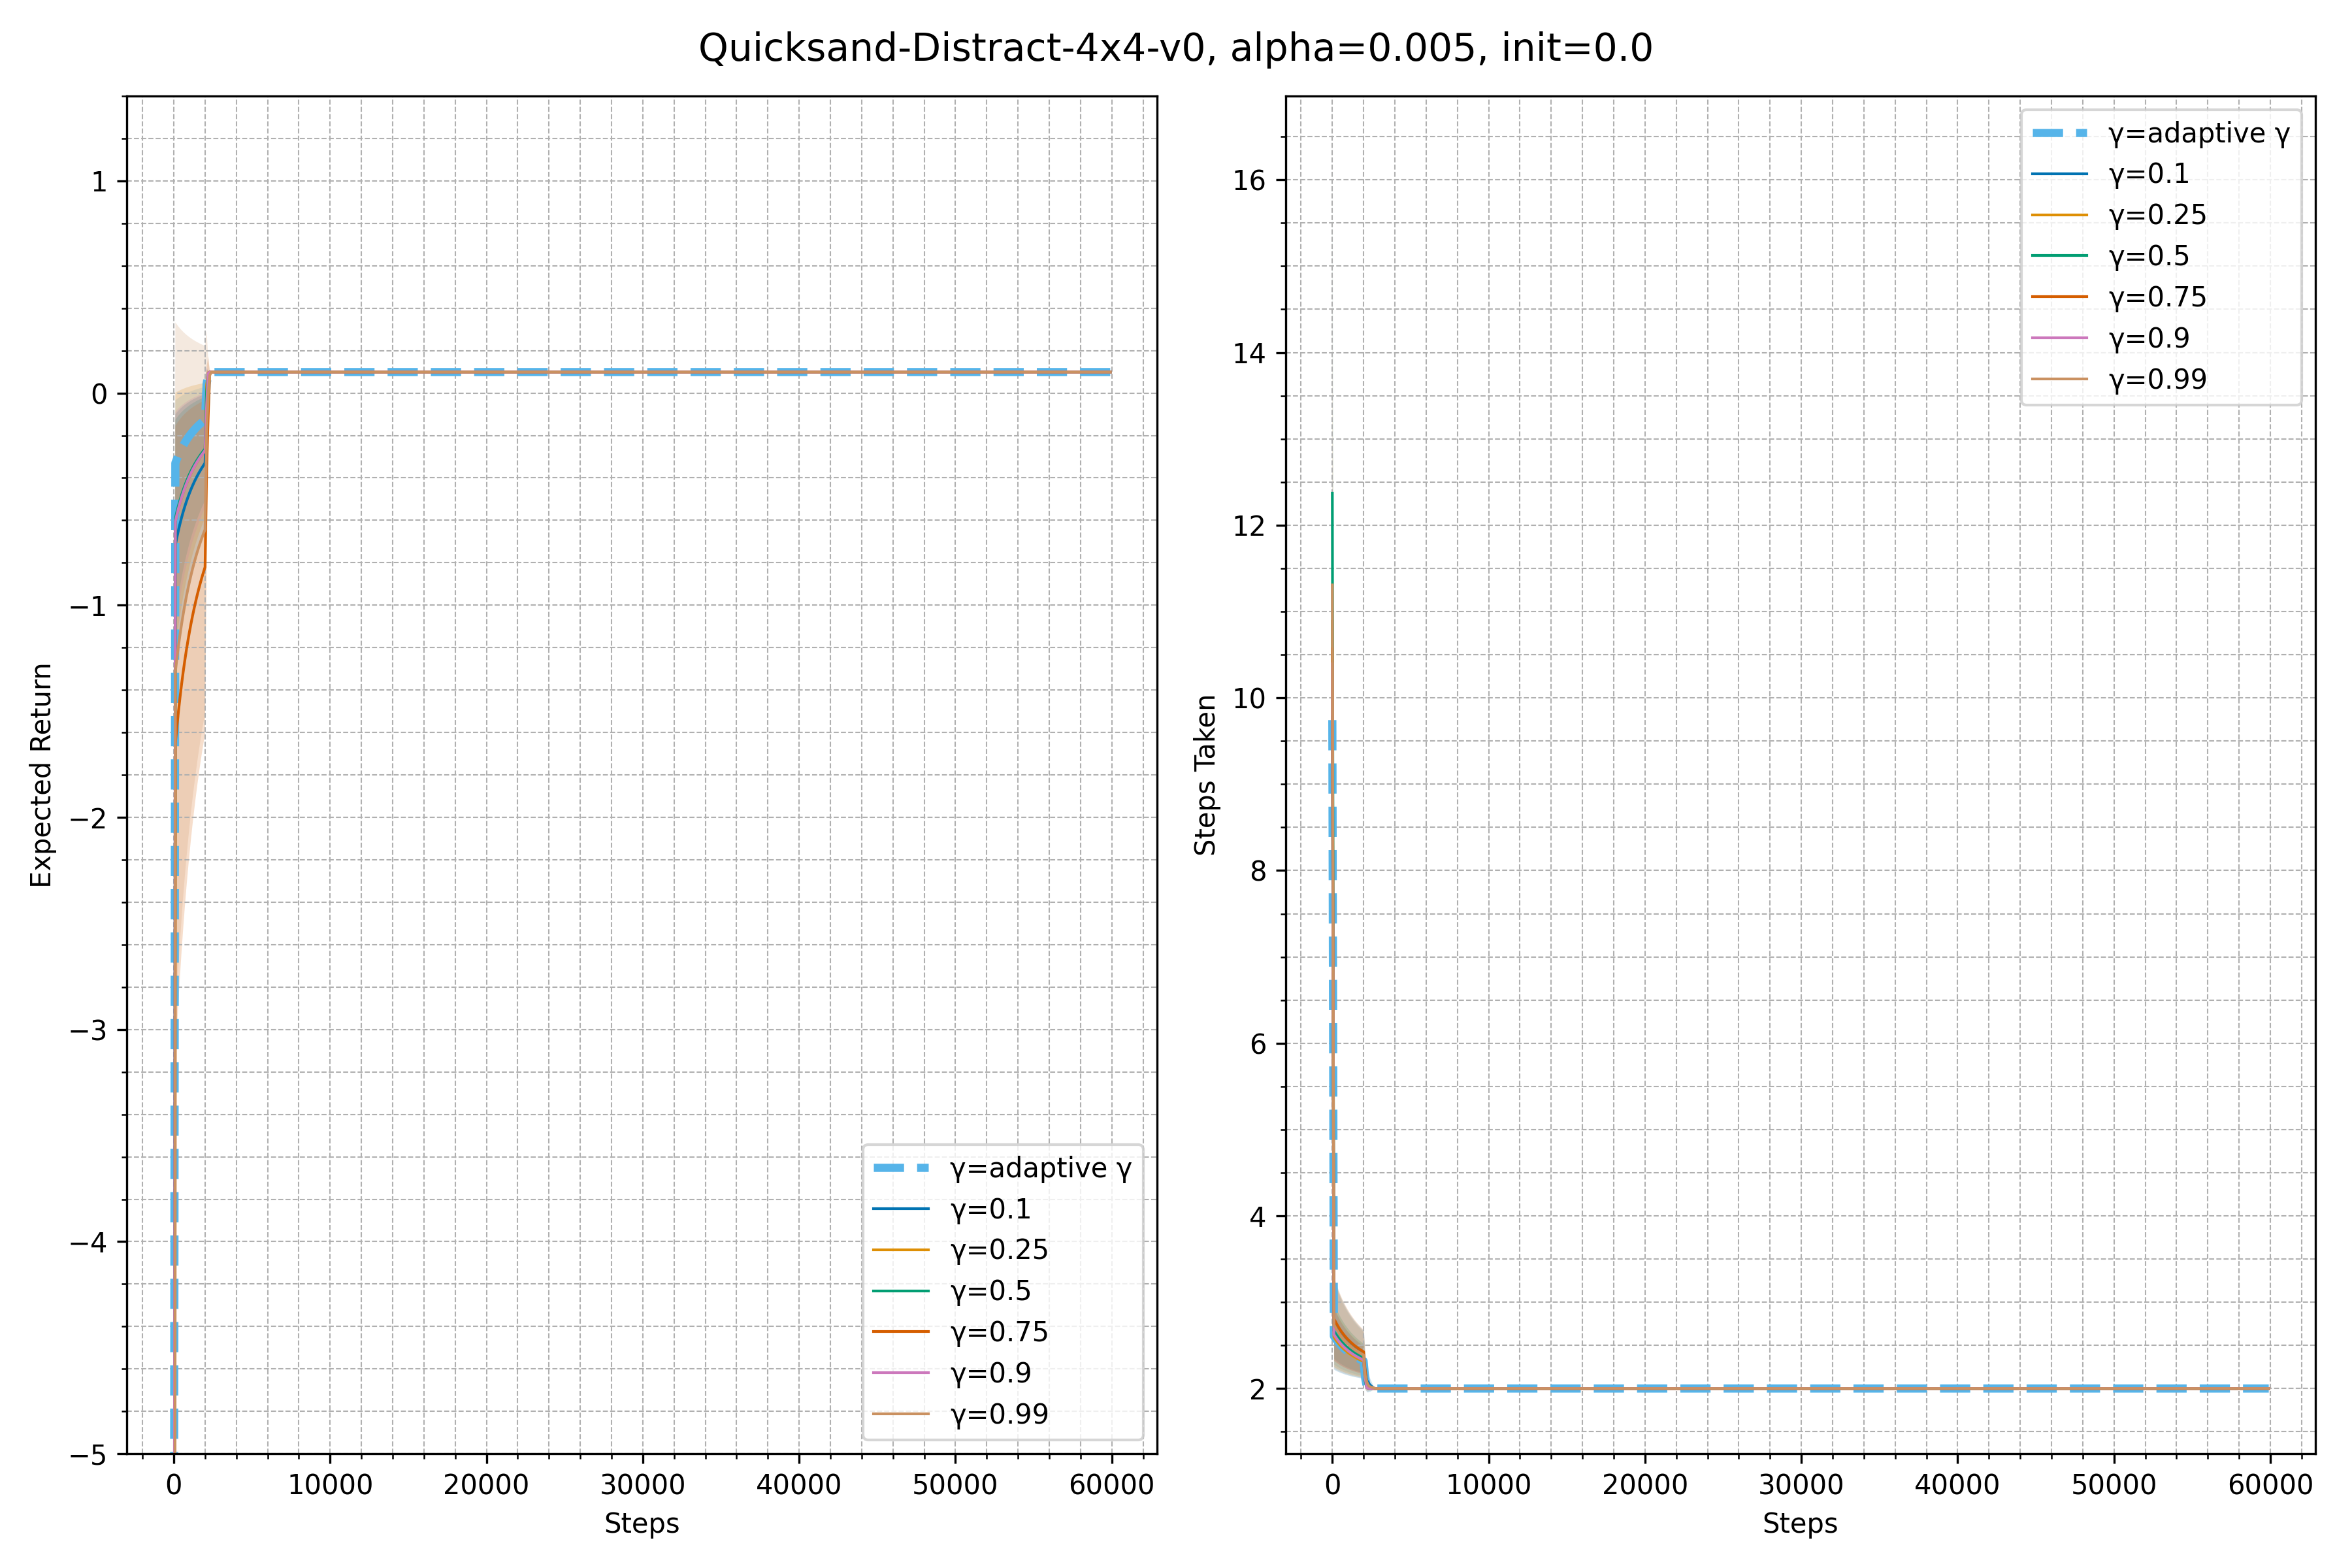 Quicksand-Distract-4x4-v0, alpha=0.005, init=0.0
Expected Return
1
0
−1
−2
−3
−4
−5
0 10000 20000 30000 40000 50000 60000
Steps
γ=adaptive γ
γ=0.1
γ=0.25
γ=0.5
γ=0.75
γ=0.9
γ=0.99
Steps Taken
16
14
12
10
8
6
4
2
0 10000 20000 30000 40000 50000 60000
Steps
γ=adaptive γ
γ=0.1
γ=0.25
γ=0.5
γ=0.75
γ=0.9
γ=0.99